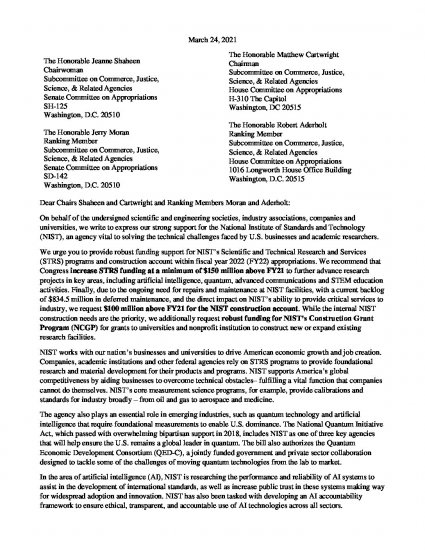 March 24, 2021
The Honorable Jeanne Shaheen
Chairwoman
Subcommittee on Commerce, Justice,
Science, & Related Agencies
Senate Committee on Appropriations
SH-125
Washington, D.C. 20510
The Honorable Jerry Moran
Ranking Member
Subcommittee on Commerce, Justice,
Science, & Related Agencies
Senate Committee on Appropriations
SD-142
Washington, D.C. 20510
The Honorable Matthew Cartwright
Chairman
Subcommittee on Commerce, Justice,
Science, & Related Agencies
House Committee on Appropriations
H-310 The Capitol
Washington, DC 20515
The Honorable Robert Aderholt
Ranking Member
Subcommittee on Commerce, Justice,
Science, & Related Agencies
House Committee on Appropriations
1016 Longworth House Office Building
Washington, D.C. 20515
Dear Chairs Shaheen and Cartwright and Ranking Members Moran and Aderholt:
On behalf of the undersigned scientific and engineering societies, industry associations, companies and
universities, we write to express our strong support for the National Institute of Standards and Technology
(NIST), an agency vital to solving the technical challenges faced by U.S. businesses and academic researchers.
We urge you to provide robust funding for NIST's Scientific and Technical Research and Services
(STRS) programs and construction account within fiscal year 2022 (FY22) appropriations. We recommend that
Congress increase STRS funding at a minimum of $150 million above FY21 to further advance research
projects in key areas, including artificial intelligence, quantum, advanced communications and STEM education
activities. Finally, due to the ongoing need for repairs and maintenance at NIST facilities, with a current backlog
of $834.5 million in deferred maintenance, and the direct impact on NIST's ability to provide critical services to
industry, we request $100 million above FY21 for the NIST construction account. While the internal NIST
construction needs are the priority, we additionally request robust funding for NIST's Construction Grant
Program (NCGP) for grants to universities and nonprofit institution to construct new or expand existing
research facilities.
NIST works with our nation's businesses and universities to drive American economic growth and job creation.
Companies, academic institutions and other federal agencies rely on STRS programs to provide foundational
research and material development for their products and programs. NIST supports America's global
competitiveness by aiding businesses to overcome technical obstacles– fulfilling a vital function that companies
cannot do themselves. NIST's core measurement science programs, for example, provide calibrations and
standards for industry broadly – from oil and gas to aerospace and medicine.
The agency also plays an essential role in emerging industries, such as quantum technology and artificial
intelligence that require foundational measurements to enable U.S. dominance. The National Quantum Initiative
Act, which passed with overwhelming bipartisan support in 2018, includes NIST as one of three key agencies
that will help ensure the U.S. remains a global leader in quantum. The bill also authorizes the Quantum
Economic Development Consortium (QED-C), a jointly funded government and private sector collaboration
designed to tackle some of the challenges of moving quantum technologies from the lab to market.
In the area of artificial intelligence (AI), NIST is researching the performance and reliability of AI systems to
assist in the development of international standards, as well as increase public trust in these systems making way
for widespread adoption and innovation. NIST has also been tasked with developing an AI accountability
framework to ensure ethical, transparent, and accountable use of AI technologies across all sectors.